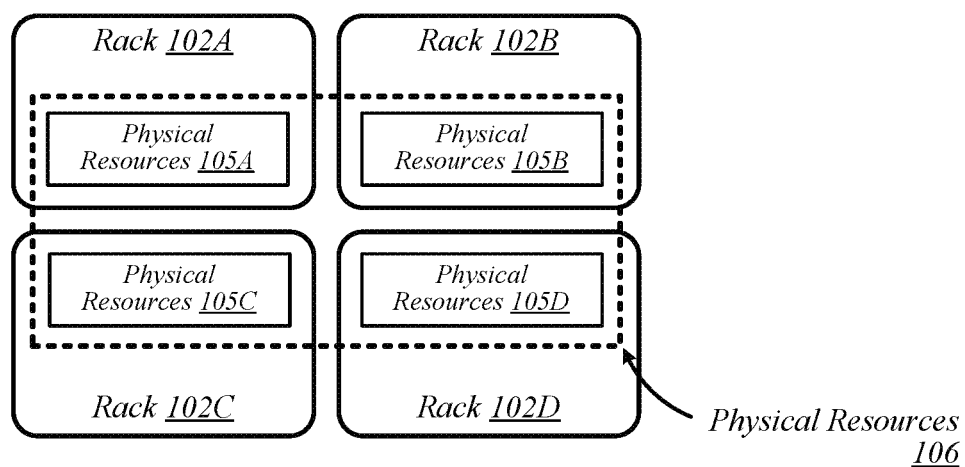 Rack 102A
Rack 102B
Physical
Resources 105A
Physical
Resources 105B
Physical
Resources 105C
Physical
Resources 105D
Rack 102C
Rack 102D
Physical Resources
106